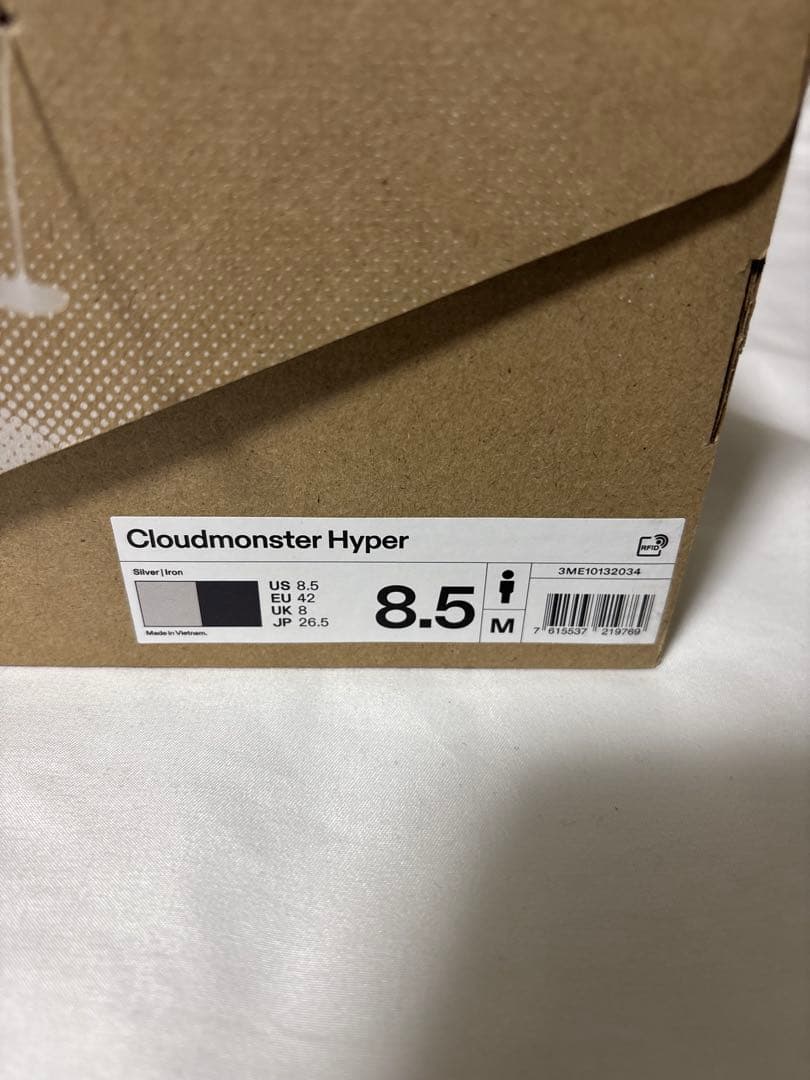 Cloudmonster Hyper
RFID
Silver | Iron
US 8.5
EU 42
UK 8
JP 26.5
Made in Vietnam.
8.5
M
3ME10132034
7 615537 219769